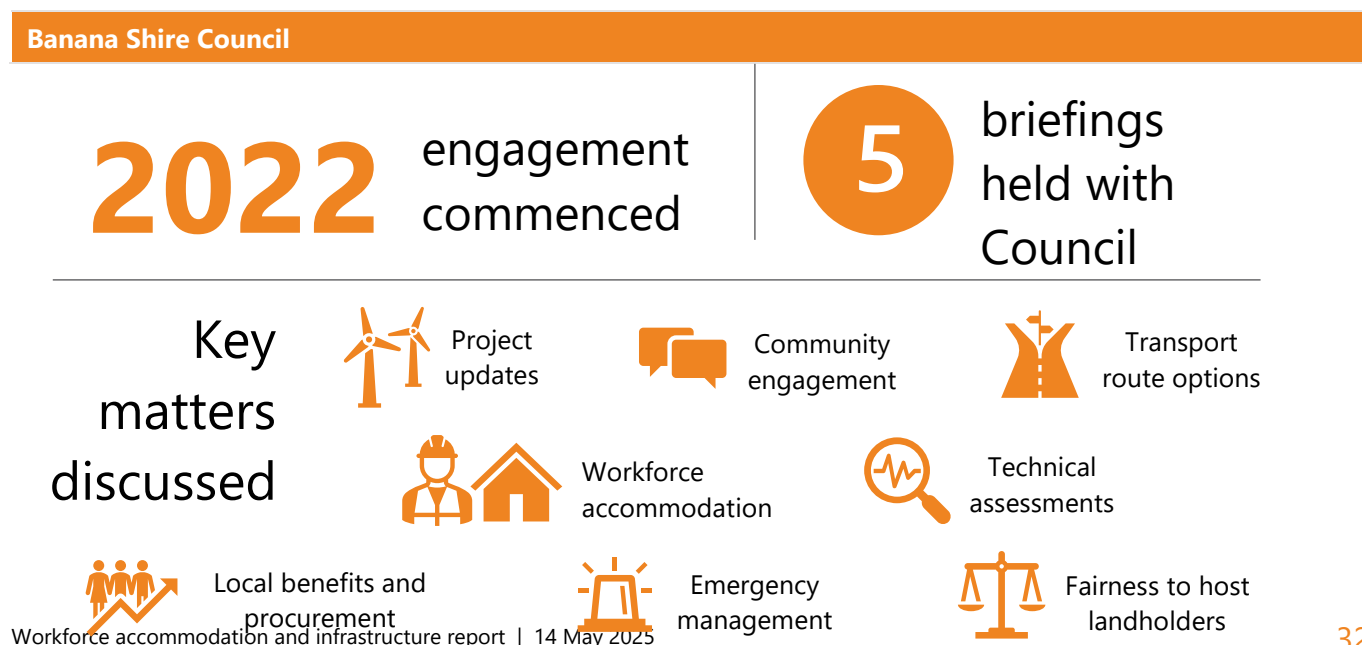 Banana Shire Council
2022
engagement
commenced
5
briefings
held with
Council
Key
matters
discussed
Project
updates
Community
engagement
Transport
route options
Workforce
accommodation
Technical
assessments
Local benefits and
procurement
Emergency
management
Fairness to host
landholders
Workforce accommodation and infrastructure report | 14 May 2025
32